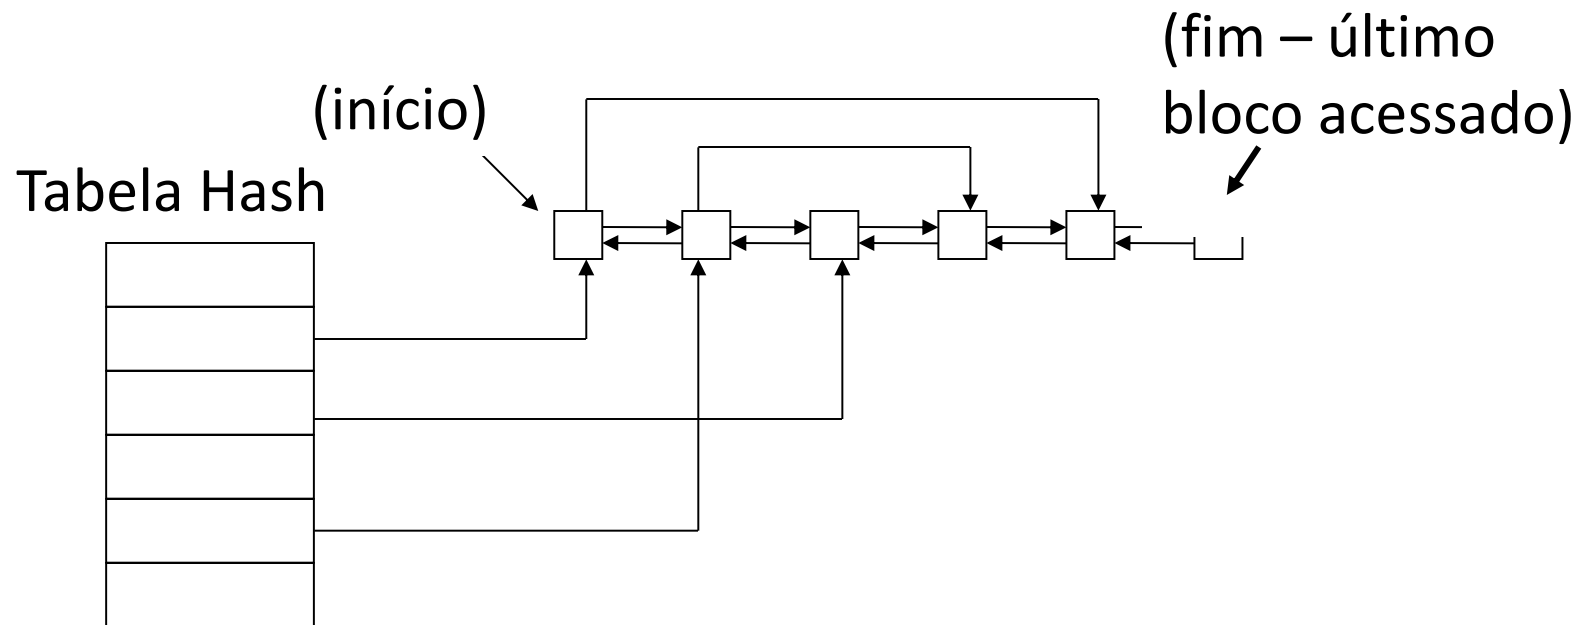 (fim – último
bloco acessado)
(início)
Tabela Hash